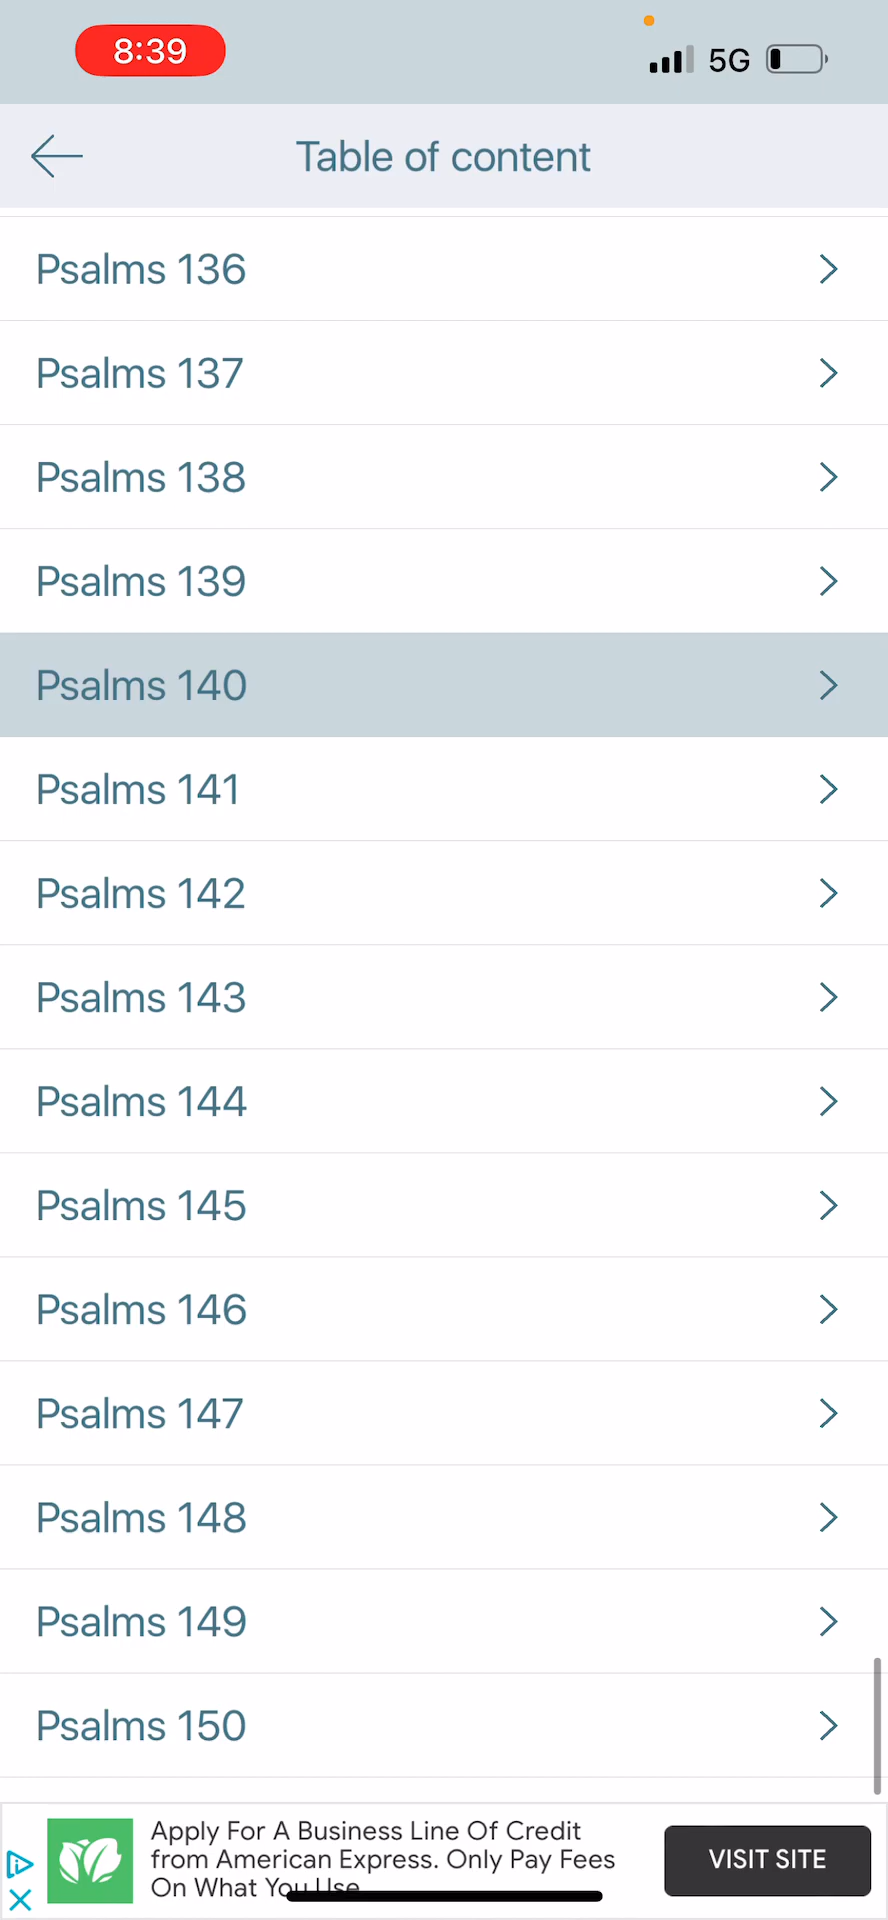 8:39
5G
Table of content
Psalms 136
Psalms 137
Psalms 138
Psalms 139
Psalms 140
Psalms 141
Psalms 142
Psalms 143
Psalms 144
Psalms 145
Psalms 146
Psalms 147
Psalms 148
Psalms 149
Psalms 150
Apply For A Business Line Of Credit
from American Express. Only Pay Fees
On What You Use
VISIT SITE